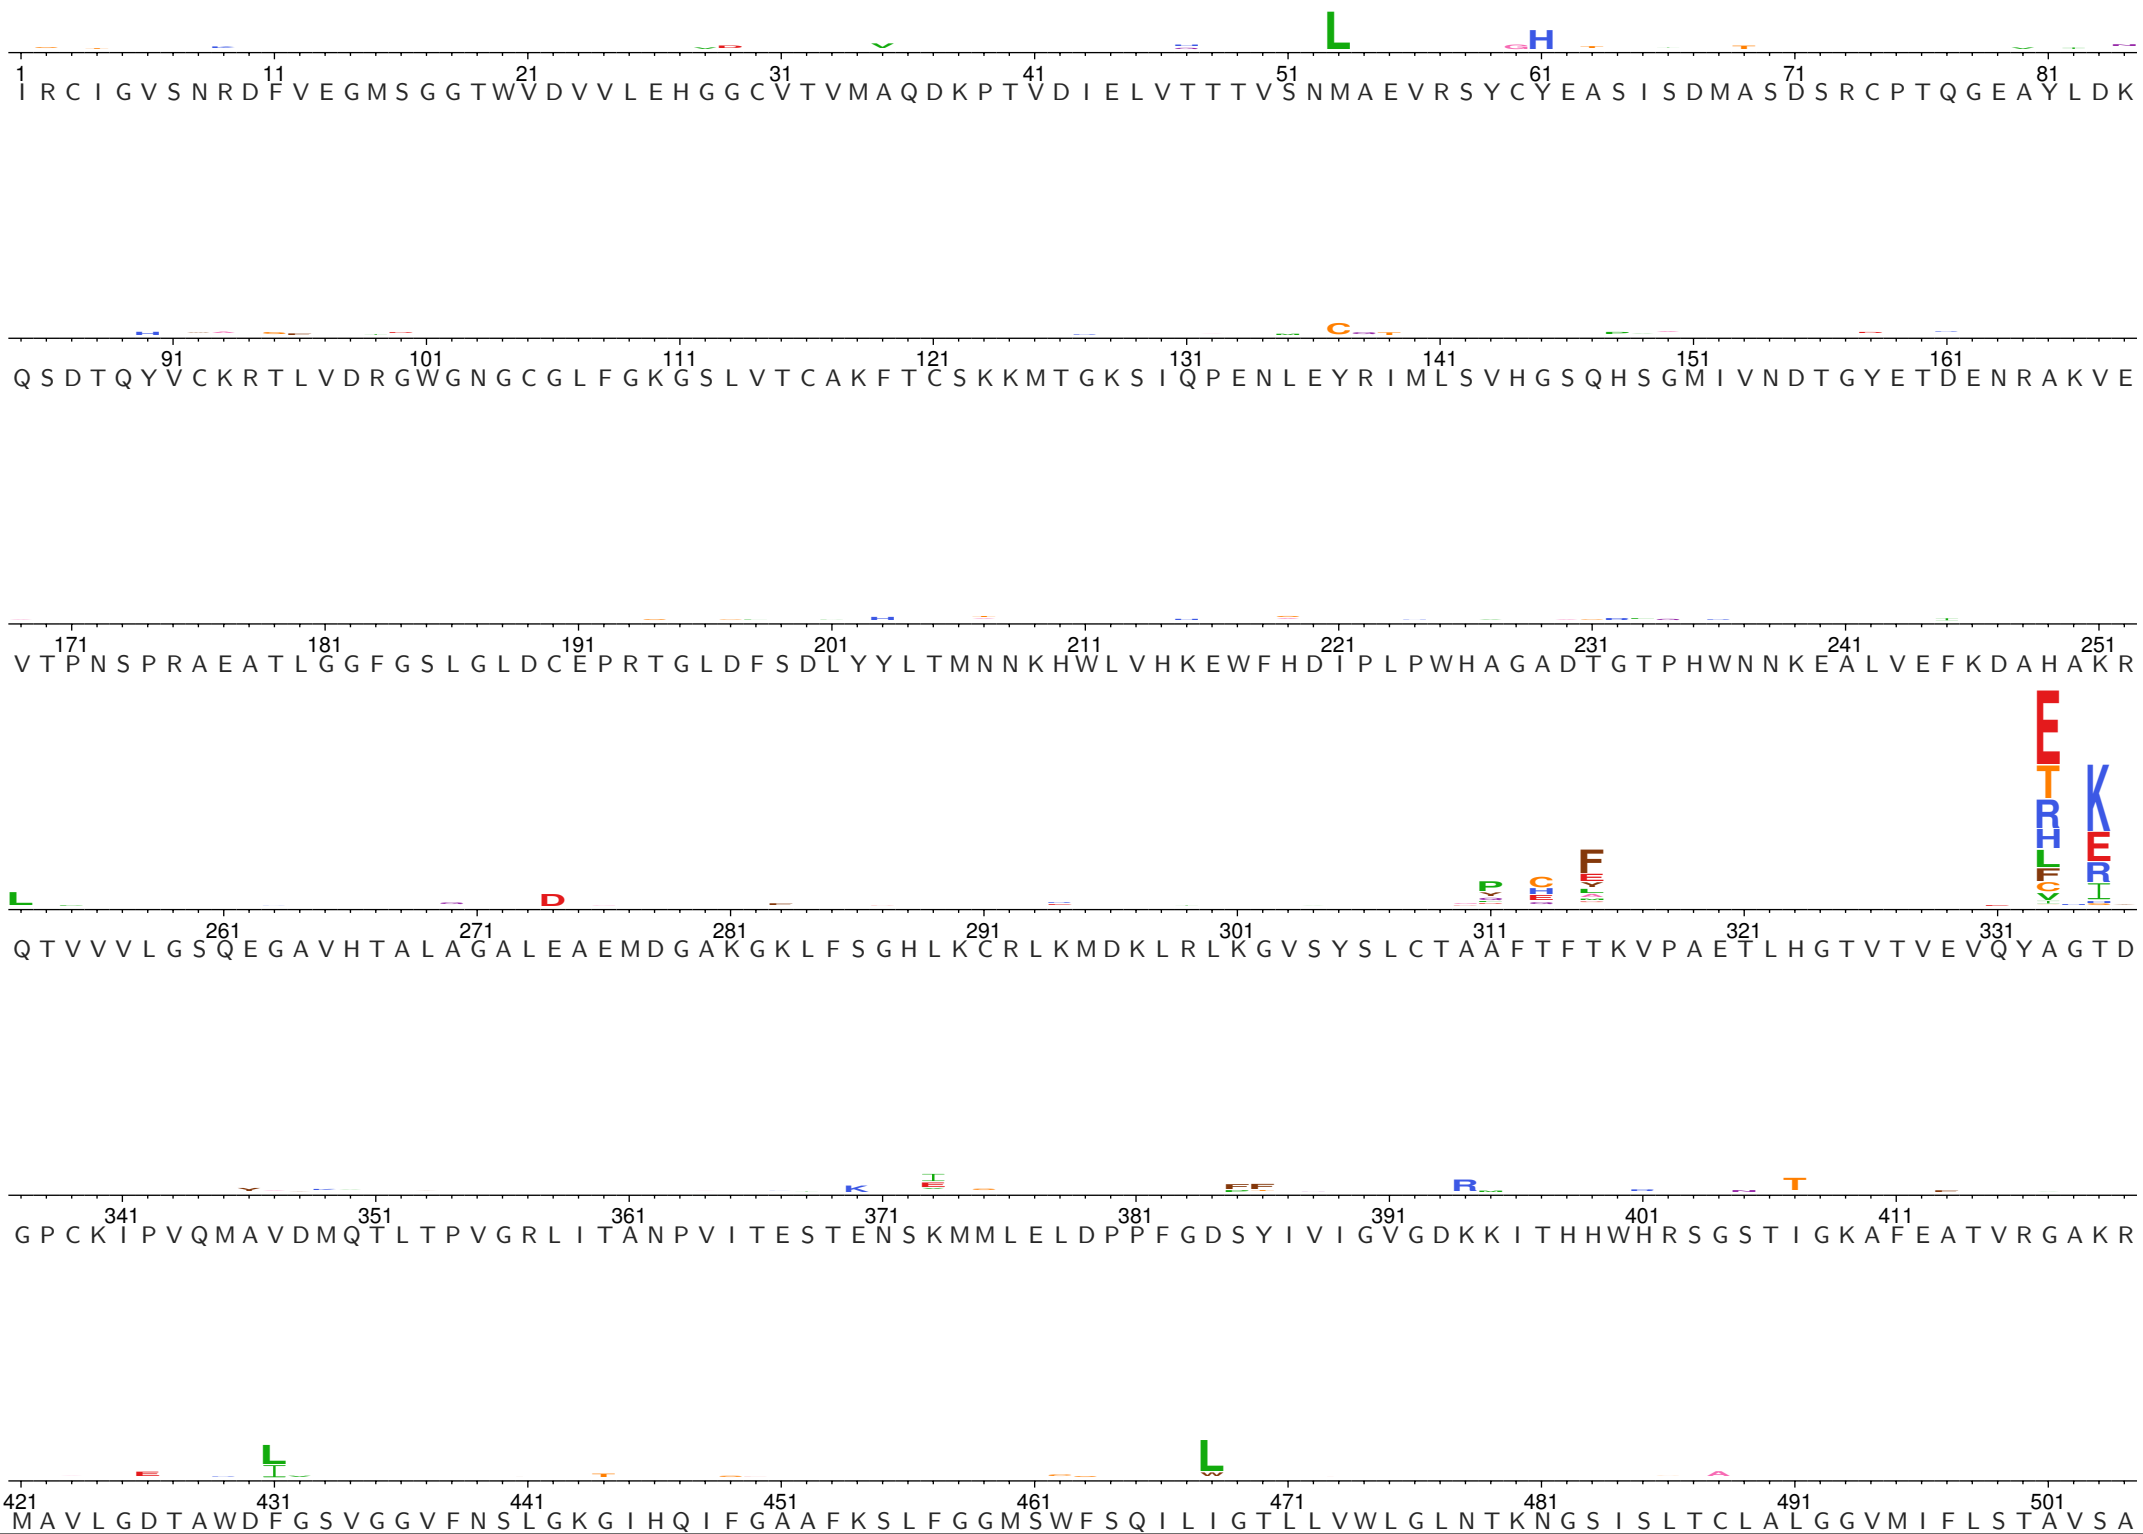 V L G H T
1 11 21 31 41 51 61 71 81
I R C I G V S N R D F V E G M S G G T W V D V V L E H G G C V T V M A Q D K P T V D I E L V T T T V S N M A E V R S Y C Y E A S I S D M A S D S R C P T Q G E A Y L D K
H C
91 101 111 121 131 141 151 161
Q S D T Q Y V C K R T L V D R G W G N G C G L F G K G S L V T C A K F T C S K K M T G K S I Q P E N L E Y R I M L S V H G S Q H S G M I V N D T G Y E T D E N R A K V E
H
171 181 191 201 211 221 231 241 251
V T P N S P R A E A T L G G F G S L G L D C E P R T G L D F S D L Y Y L T M N N K H W L V H K E W F H D I P L P W H A G A D T G T P H W N N K E A L V E F K D A H A K R
E
T K
R
H E
F L R
E F
L D P C Y C I
H V
E
261 271 281 291 301 311 321 331
Q T V V V L G S Q E G A V H T A L A G A L E A E M D G A K G K L F S G H L K C R L K M D K L R L K G V S Y S L C T A A F T F T K V P A E T L H G T V T V E V Q Y A G T D
I
K E F F R T
341 351 361 371 381 391 401 411
G P C K I P V Q M A V D M Q T L T P V G R L I T A N P V I T E S T E N S K M M L E L D P P F G D S Y I V I G V G D K K I T H H W H R S G S T I G K A F E A T V R G A K R
L L
E I T W A
421 431 441 451 461 471 481 491 501
M A V L G D T A W D F G S V G G V F N S L G K G I H Q I F G A A F K S L F G G M S W F S Q I L I G T L L V W L G L N T K N G S I S L T C L A L G G V M I F L S T A V S A